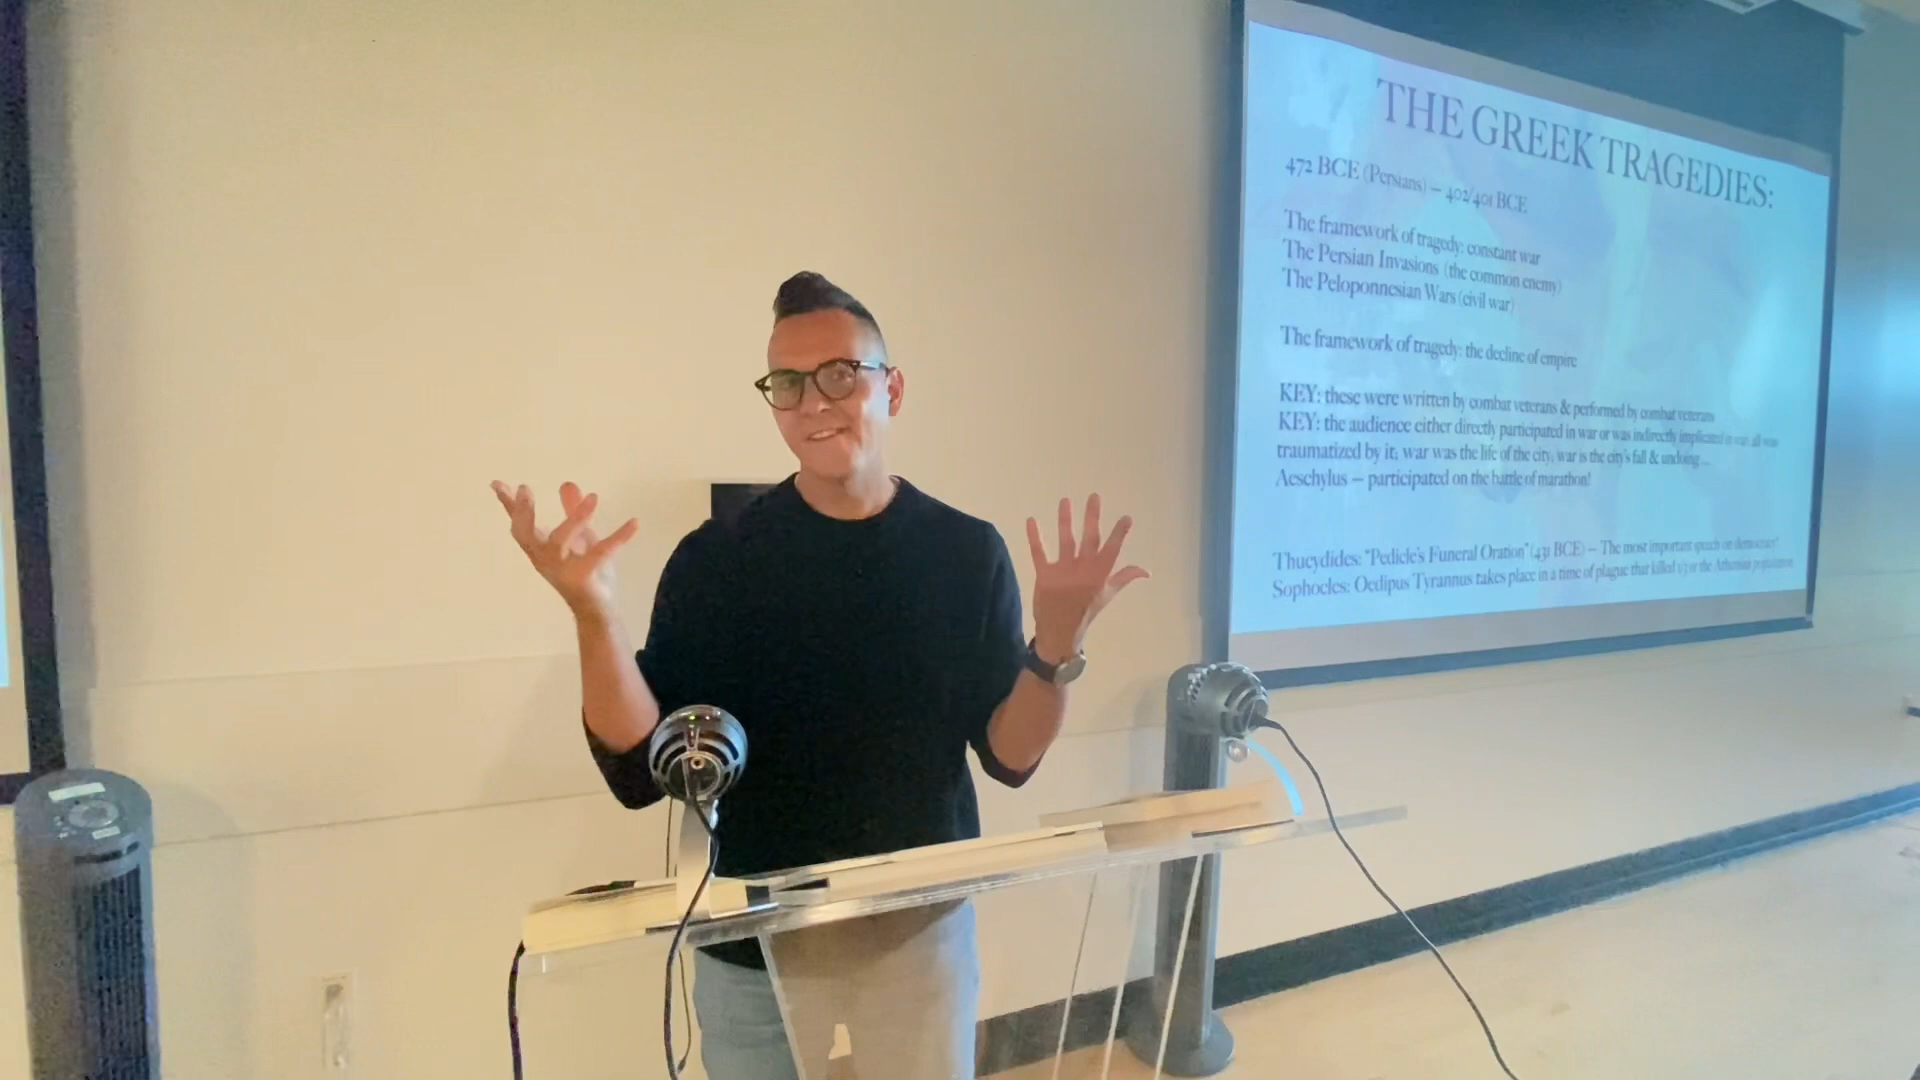 THE GREEK TRAGEDIES:
472 BCE (Persians) – 402/401 BCE
The framework of tragedy: constant war
The Persian Invasions (the common enemy)
The Peloponnesian Wars (civil war)
The framework of tragedy: the decline of empire
KEY: these were written by combat veterans & performed by combat veterans
KEY: the audience either directly participated in war or was indirectly implicated in war, all was
traumatized by it; war was the life of the city, war is the city's fall & undoing ...
Aeschylus – participated on the battle of marathon!
Thucydides: "Pedicle's Funeral Oration" (431 BCE) – The most important speech on democracy?
Sophocles: Oedipus Tyrannus takes place in a time of plague that killed 1/3 or the Athenian population